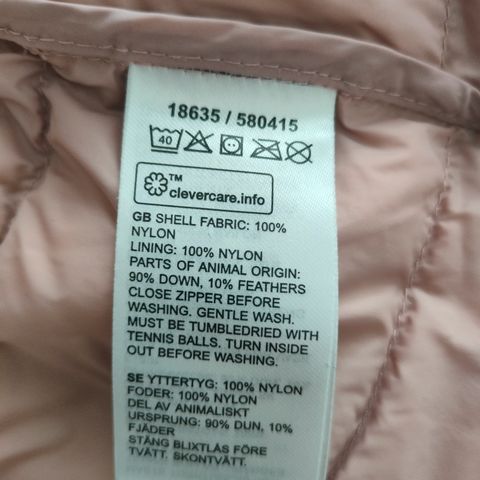 18635 / 580415
40
TM
clevercare.info
GB SHELL FABRIC: 100%
NYLON
LINING: 100% NYLON
PARTS OF ANIMAL ORIGIN:
90% DOWN, 10% FEATHERS
CLOSE ZIPPER BEFORE
WASHING. GENTLE WASH.
MUST BE TUMBLEDRIED WITH
TENNIS BALLS. TURN INSIDE
OUT BEFORE WASHING.
SE YTTERTYG: 100% NYLON
FODER: 100% NYLON
DEL AV ANIMALISKT
URSPRUNG: 90% DUN, 10%
FJÄDER
STÄNG BLIXTLÅS FÖRE
TVÄTT. SKONTVÄTT.